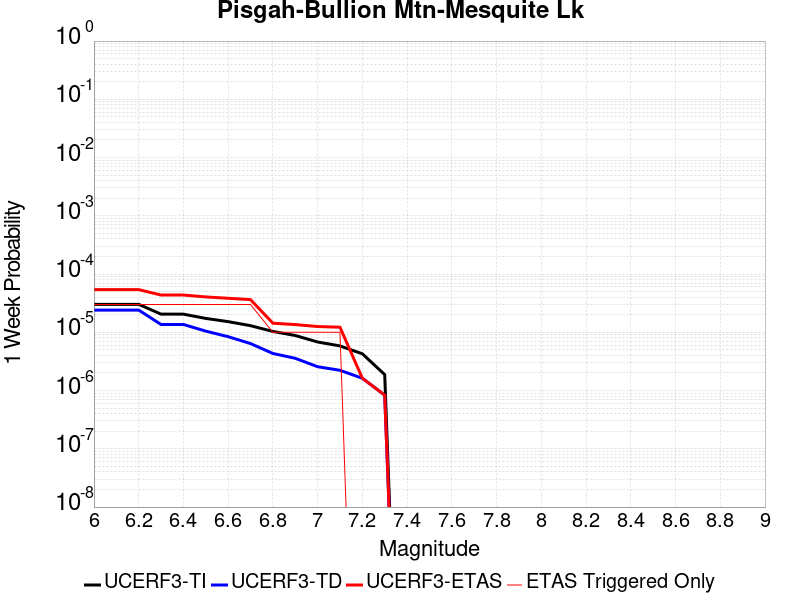 Pisgah-Bullion Mtn-Mesquite Lk
1 Week Probability
10^0
10^-1
10^-2
10^-3
10^-4
10^-5
10^-6
10^-7
10^-8
6 6.2 6.4 6.6 6.8 7 7.2 7.4 7.6 7.8 8 8.2 8.4 8.6 8.8 9
Magnitude
UCERF3-TI UCERF3-TD UCERF3-ETAS ETAS Triggered Only